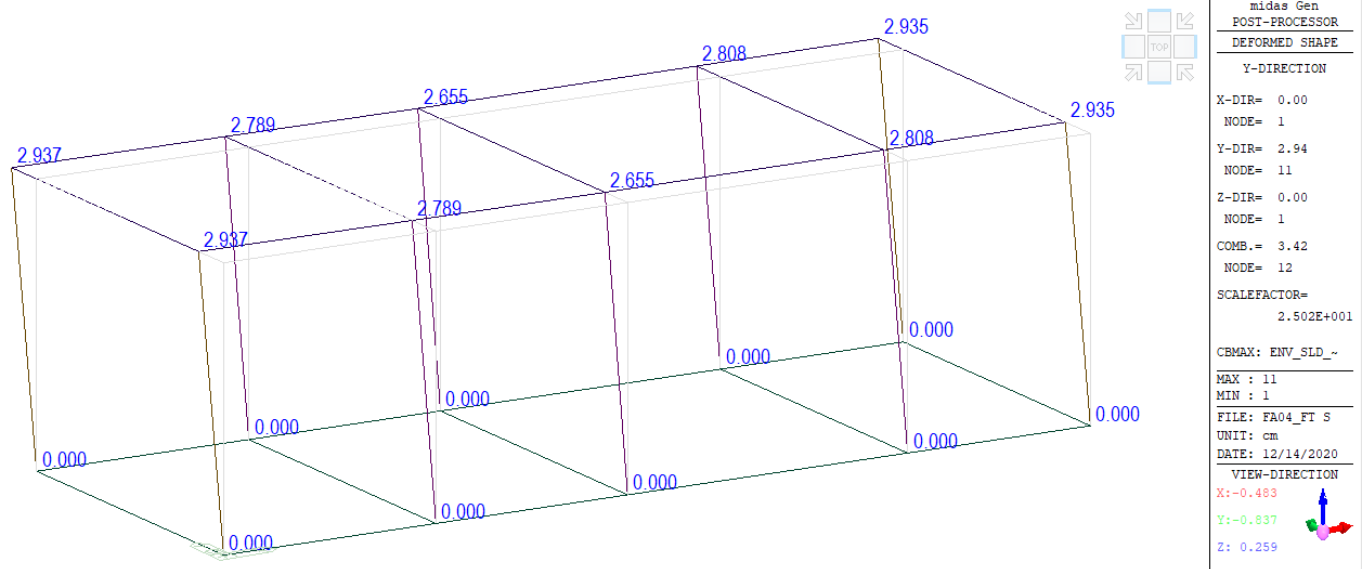 2.935
2.808
2.655
2.789
2.937
2.935
2.808
2.655
2.789
2.937
0.000
0.000
0.000
0.000
0.000
0.000
0.000
0.000
0.000
0.000
TOP
midas Gen
POST-PROCESSOR
DEFORMED SHAPE
Y-DIRECTION
X-DIR= 0.00
NODE= 1
Y-DIR= 2.94
NODE= 11
Z-DIR= 0.00
NODE= 1
COMB.= 3.42
NODE= 12
SCALEFACTOR=
2.502E+001
CBMAX: ENV_SLD_~
MAX : 11
MIN : 1
FILE: FA04_FT S
UNIT: cm
DATE: 12/14/2020
VIEW-DIRECTION
X:-0.483
Y:-0.837
Z: 0.259